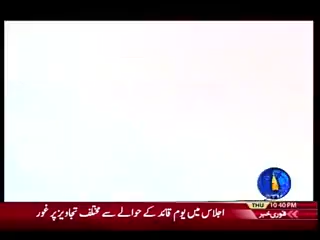 THU 10:40 PM
اجلاس میں یوم قائد کے حوالے سے مختلف تجاویز پر غور
فوری خبر